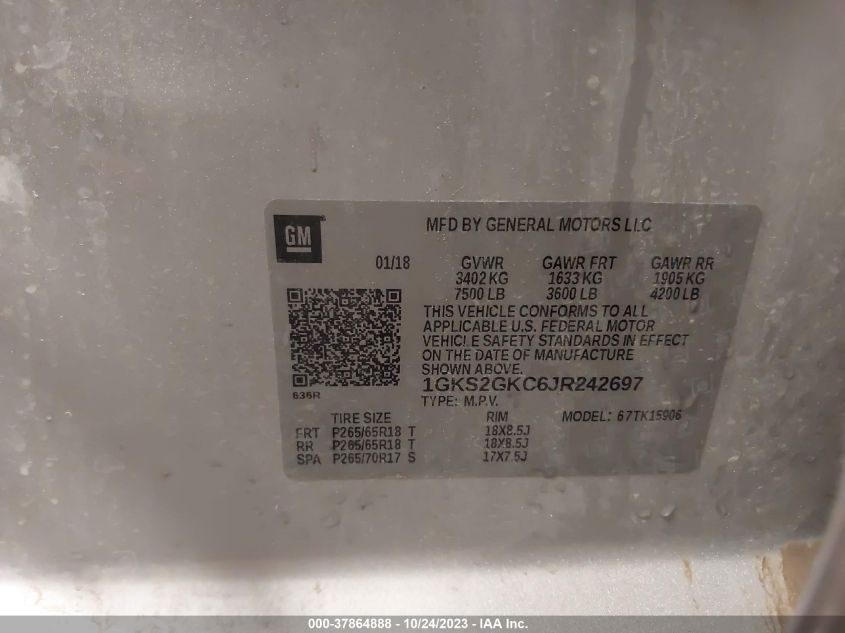 GM
MFD BY GENERAL MOTORS LLC
01/18 GVWR GAWR FRT GAWR RR
3402 KG 1633 KG 1905 KG
7500 LB 3600 LB 4200 LB
THIS VEHICLE CONFORMS TO ALL
APPLICABLE U.S. FEDERAL MOTOR
VEHICLE SAFETY STANDARDS IN EFFECT
ON THE DATE OF MANUFACTURE
SHOWN ABOVE.
1GKS2GKC6JR242697
636R
TYPE: M.P.V.
TIRE SIZE RIM MODEL: 67TK15906
FRT P265/65R18 T 18X8.5J
RR P265/65R18 T 18X8.5J
SPA P265/70R17 S 17X7.5J
000-37864888 - 10/24/2023 - IAA Inc.